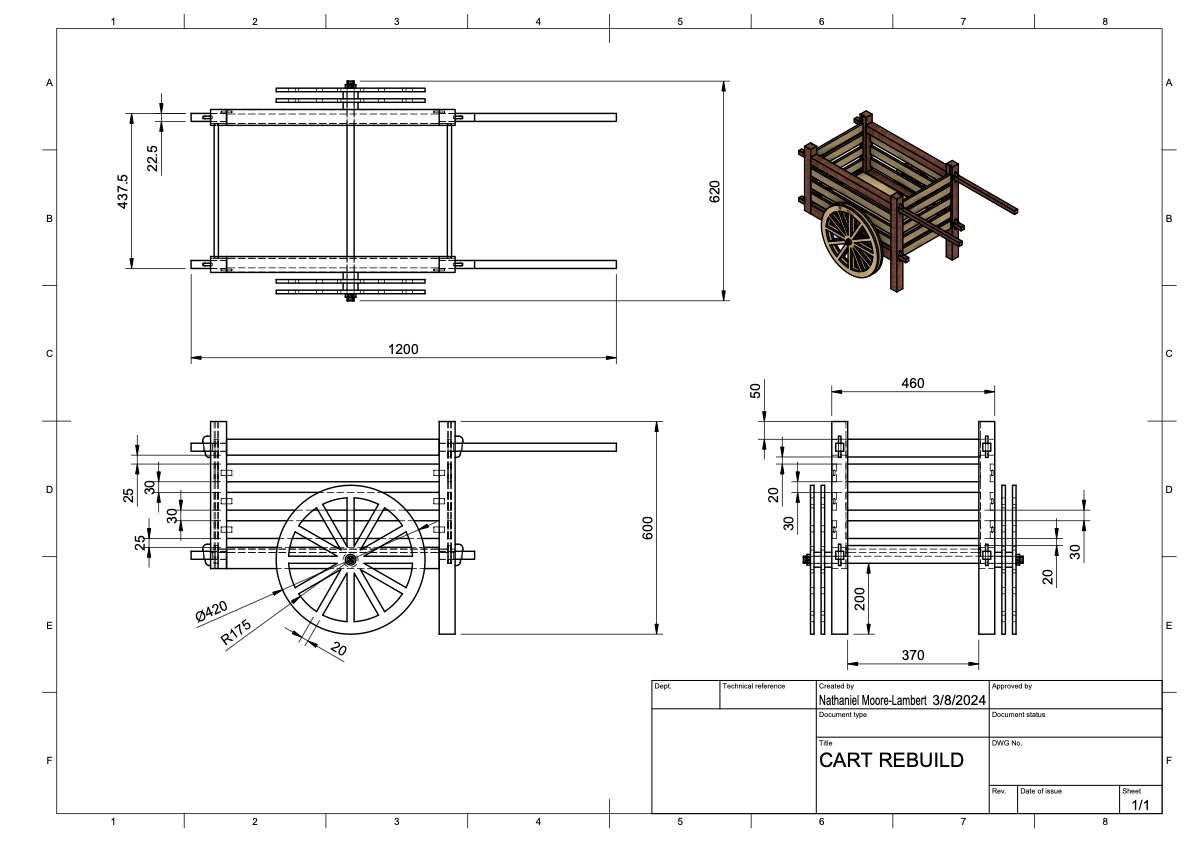 1 2 3 4 5 6 7 8
A A
22.5
437.5
620
B B
1200
C C
460
50
D D
25
30
30
25
600
20
30
30
20
Ø420
R175
20
200
370
E E
Dept. Technical reference Created by Approved by
Nathaniel Moore-Lambert 3/8/2024
Document type Document status
Title DWG No.
CART REBUILD
F F
Rev. Date of issue Sheet
1/1
1 2 3 4 5 6 7 8